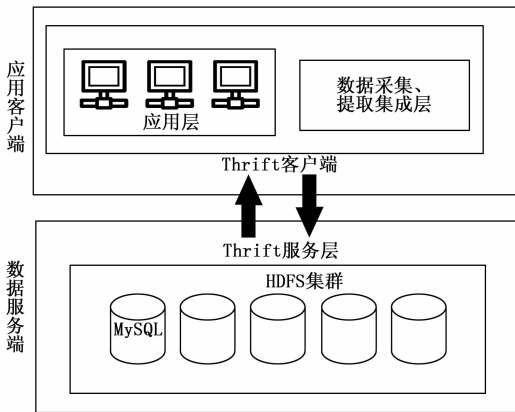 应用客户端
应用层
数据采集、
提取集成层
Thrift客户端
数据服务端
Thrift服务层
HDFS集群
MySQL